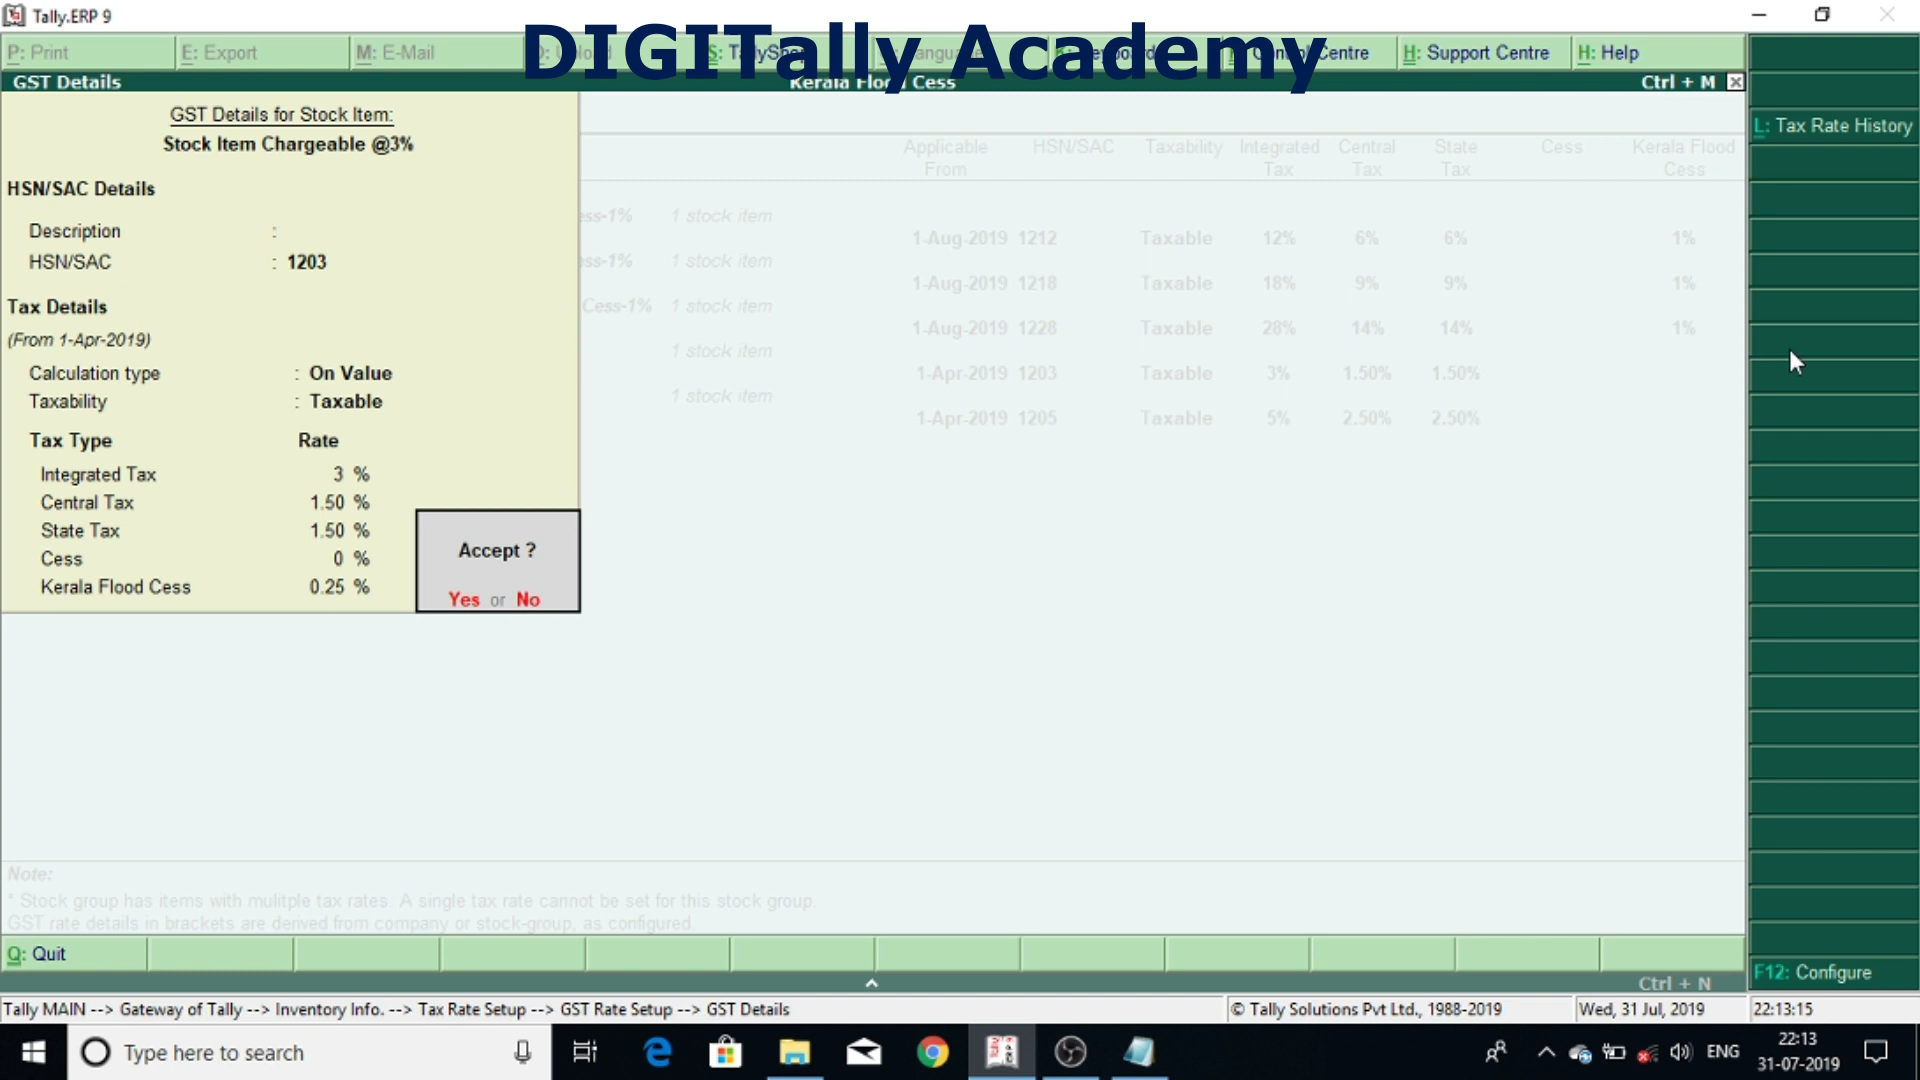 Tally.ERP 9
DIGITally Academy
P: Print
E: Export
M: E-Mail
S: TallyShop
Centre
H: Support Centre
H: Help
GST Details
Kerala Flood Cess
Ctrl + M
GST Details for Stock Item:
Stock Item Chargeable @3%
HSN/SAC Details
Description :
HSN/SAC : 1203
Tax Details
(From 1-Apr-2019)
Calculation type : On Value
Taxability : Taxable
Tax Type Rate
Integrated Tax 3 %
Central Tax 1.50 %
State Tax 1.50 %
Cess 0 %
Kerala Flood Cess 0.25 %
Accept ?
Yes or No
Applicable From HSN/SAC Taxability Integrated Tax Central Tax State Tax Cess Kerala Flood Cess
ess-1% 1 stock item
1-Aug-2019 1212 Taxable 12% 6% 6% 1%
ess-1% 1 stock item
1-Aug-2019 1218 Taxable 18% 9% 9% 1%
Cess-1% 1 stock item
1-Aug-2019 1228 Taxable 28% 14% 14% 1%
1 stock item
1-Apr-2019 1203 Taxable 3% 1.50% 1.50%
1 stock item
1-Apr-2019 1205 Taxable 5% 2.50% 2.50%
L: Tax Rate History
Note:
* Stock group has items with mulitple tax rates. A single tax rate cannot be set for this stock group.
GST rate details in brackets are derived from company or stock-group, as configured
Q: Quit
F12: Configure
Ctrl + N
Tally MAIN --> Gateway of Tally --> Inventory Info. --> Tax Rate Setup --> GST Rate Setup --> GST Details
© Tally Solutions Pvt Ltd., 1988-2019
Wed, 31 Jul, 2019
22:13:15
Type here to search
ENG
22:13
31-07-2019